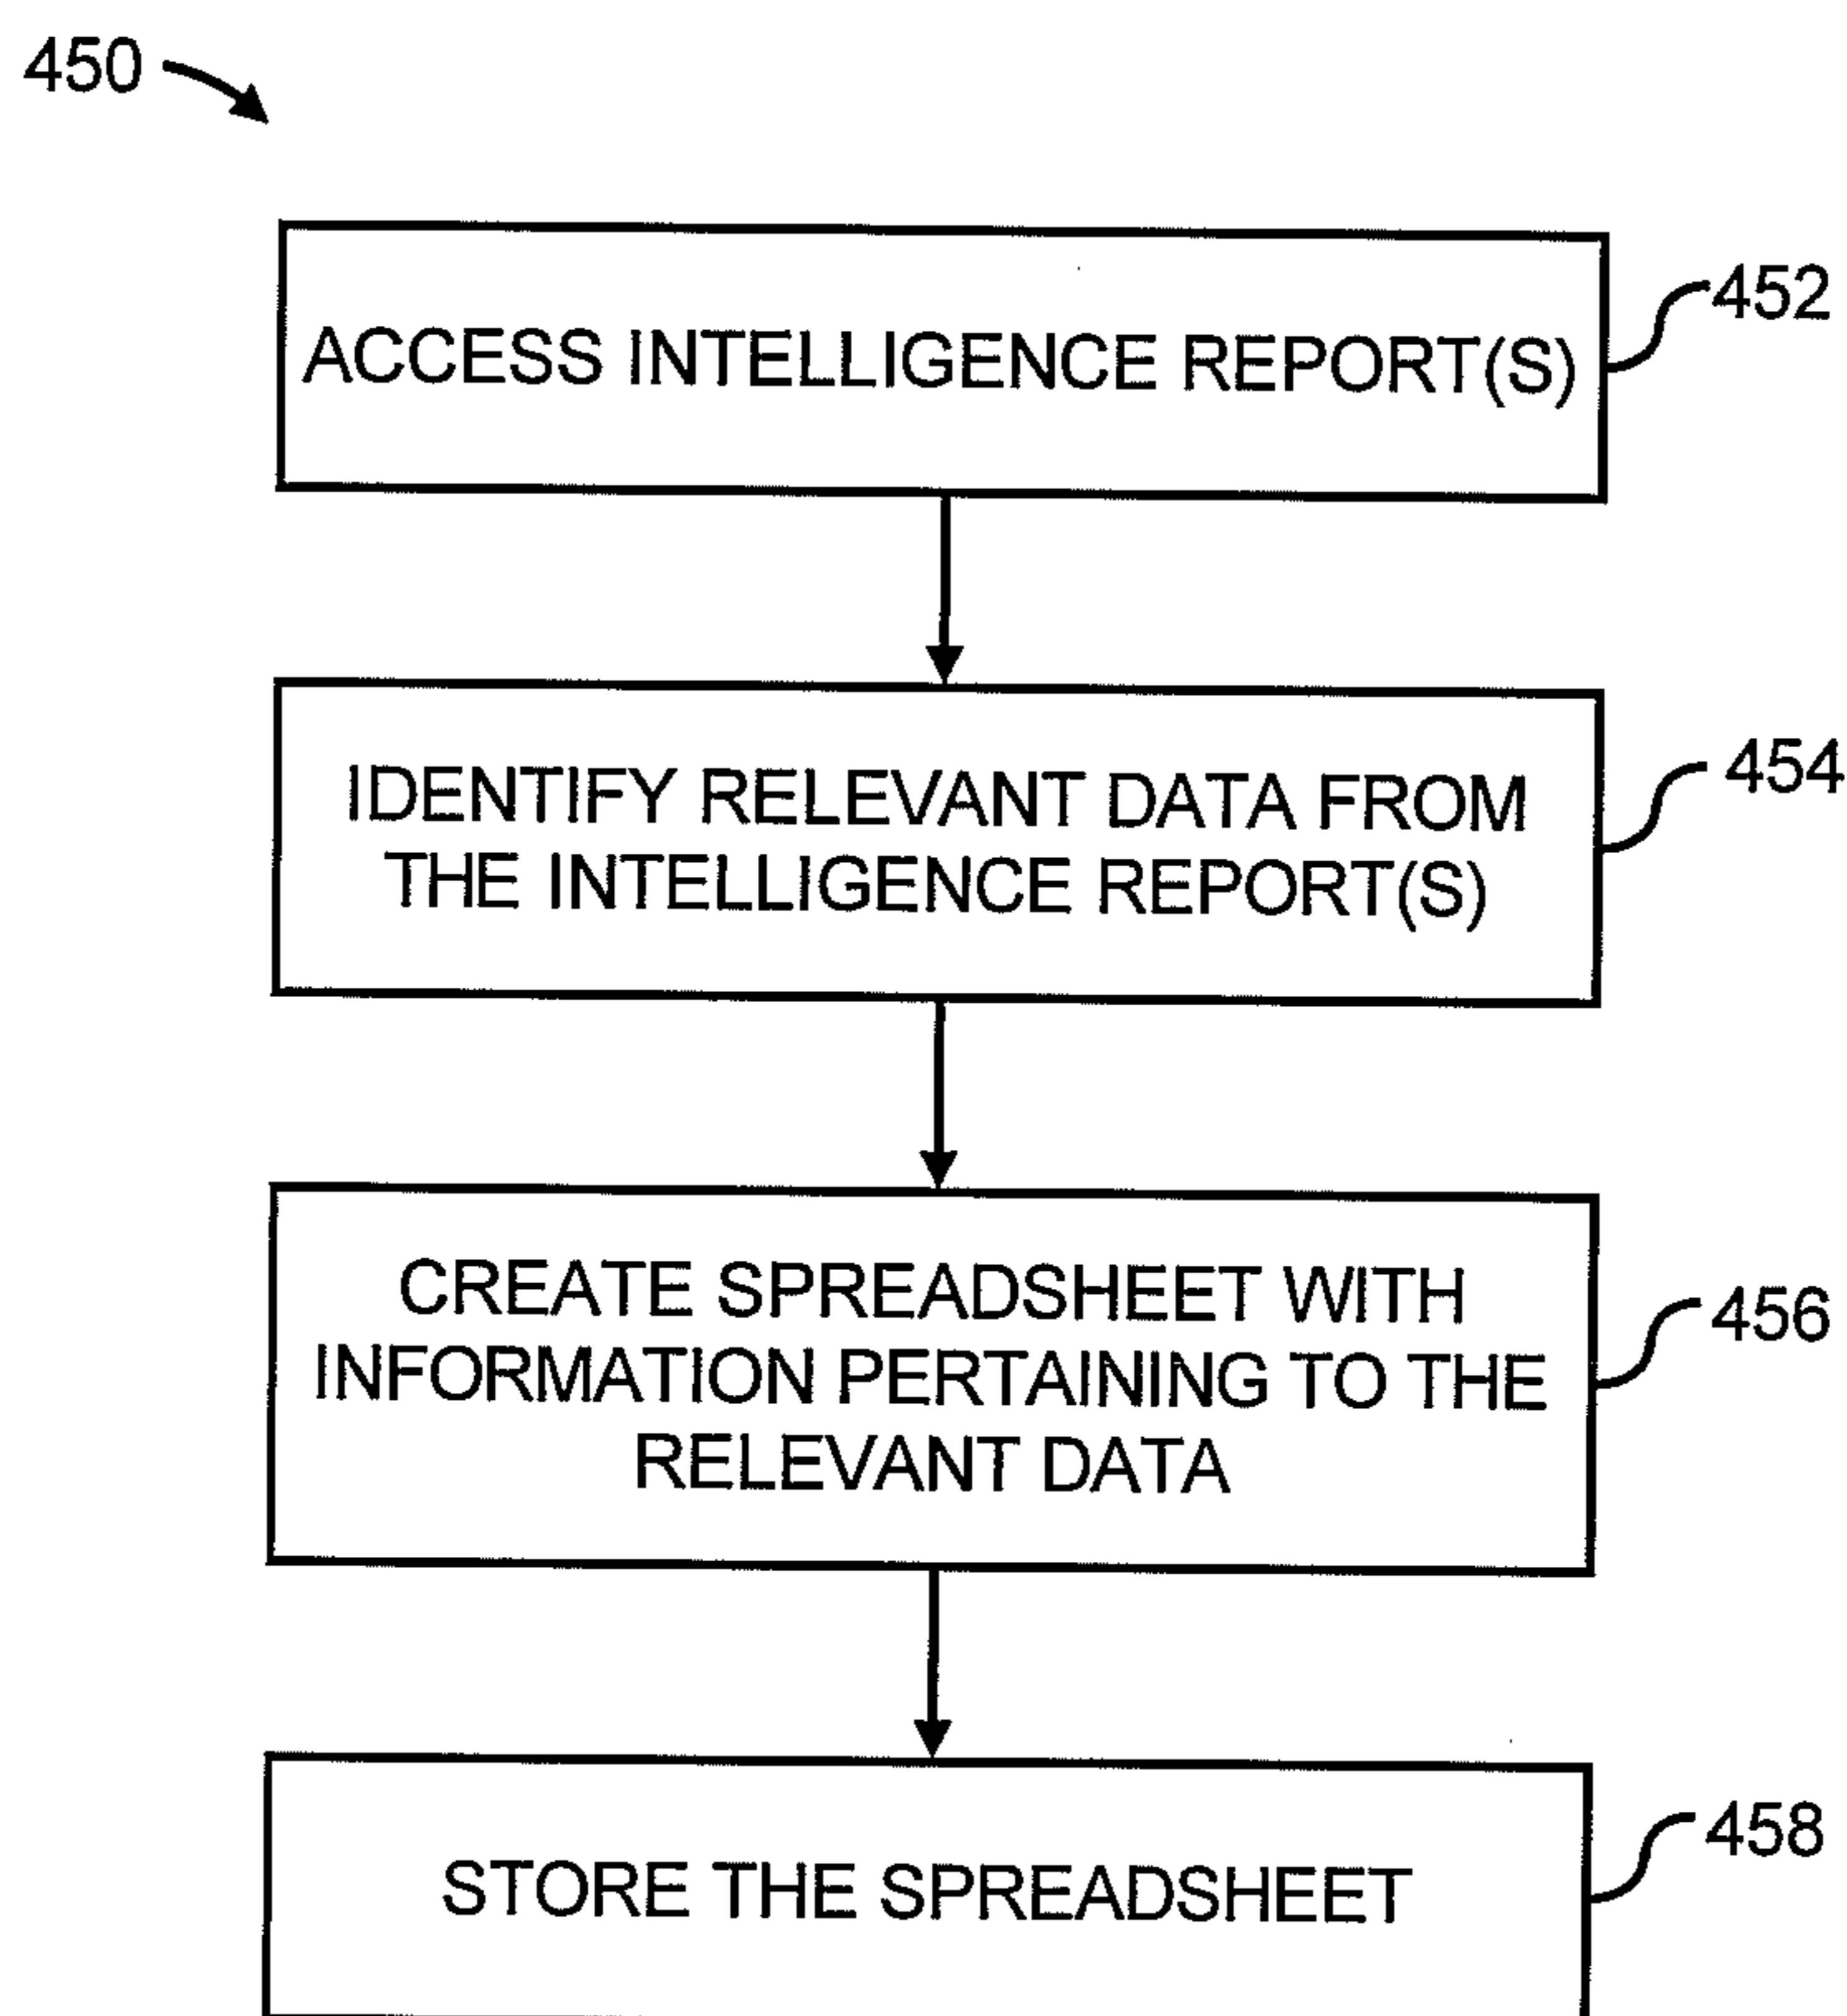 450
ACCESS INTELLIGENCE REPORT(S)
452
IDENTIFY RELEVANT DATA FROM
THE INTELLIGENCE REPORT(S)
454
CREATE SPREADSHEET WITH
INFORMATION PERTAINING TO THE
RELEVANT DATA
456
STORE THE SPREADSHEET
458